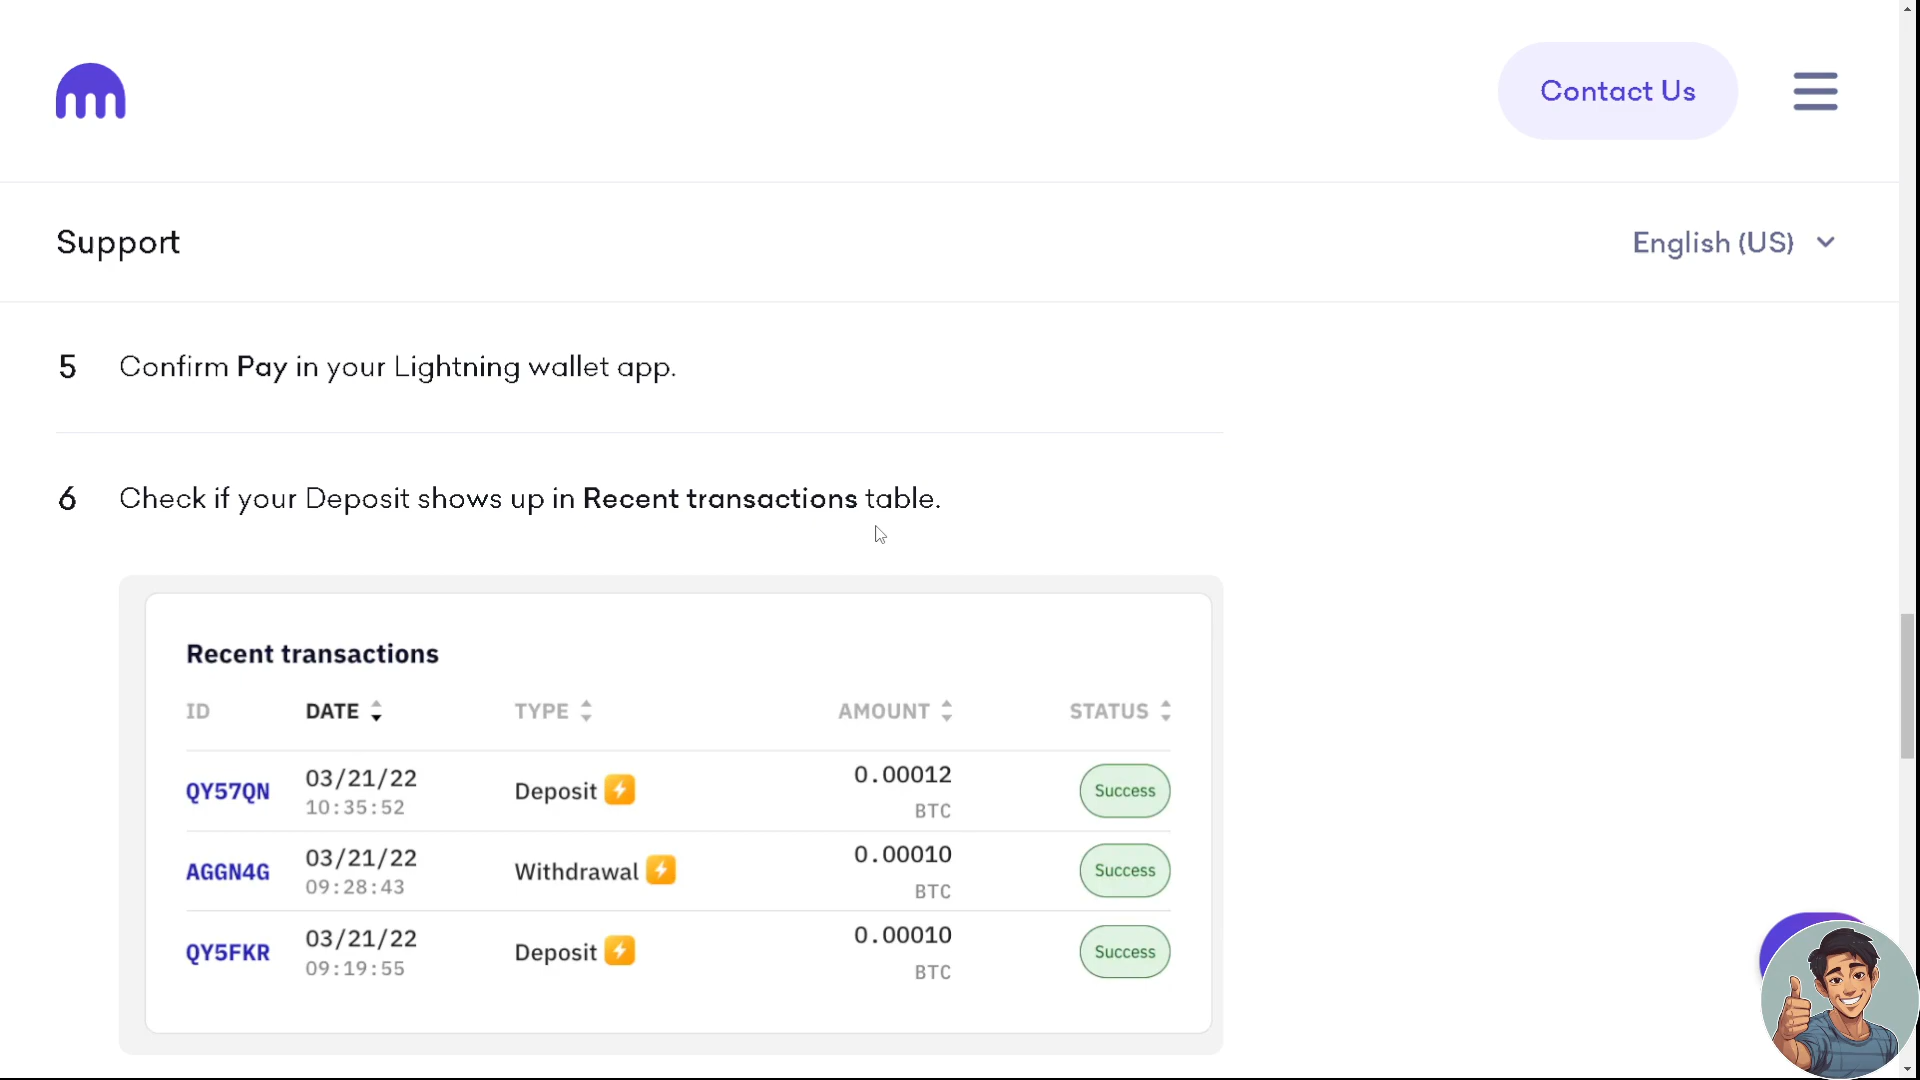 Contact Us
Support
English (US)
5 Confirm Pay in your Lightning wallet app.
6 Check if your Deposit shows up in Recent transactions table.
Recent transactions
ID DATE TYPE AMOUNT STATUS
QY57QN 03/21/22 10:35:52 Deposit 0.00012 BTC Success
AGGN4G 03/21/22 09:28:43 Withdrawal 0.00010 BTC Success
QY5FKR 03/21/22 09:19:55 Deposit 0.00010 BTC Success